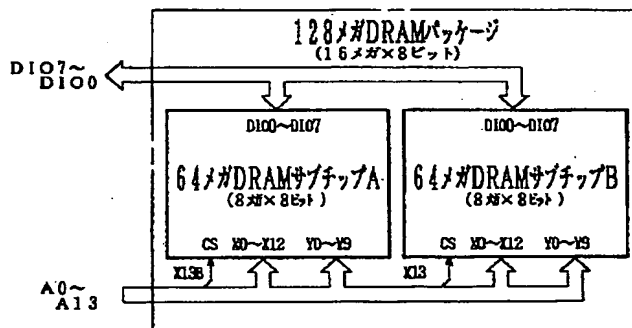 128メガDRAMパッケージ
(16メガ×8ビット)
DIO7〜
DIO0
DIO0〜DIO7
DIO0〜DIO7
64メガDRAMサブチップA
(8メガ×8ビット)
64メガDRAMサブチップB
(8メガ×8ビット)
CS X0〜X12 Y0〜Y9
CS X0〜X12 Y0〜Y9
X13B
X13
A0〜
A13